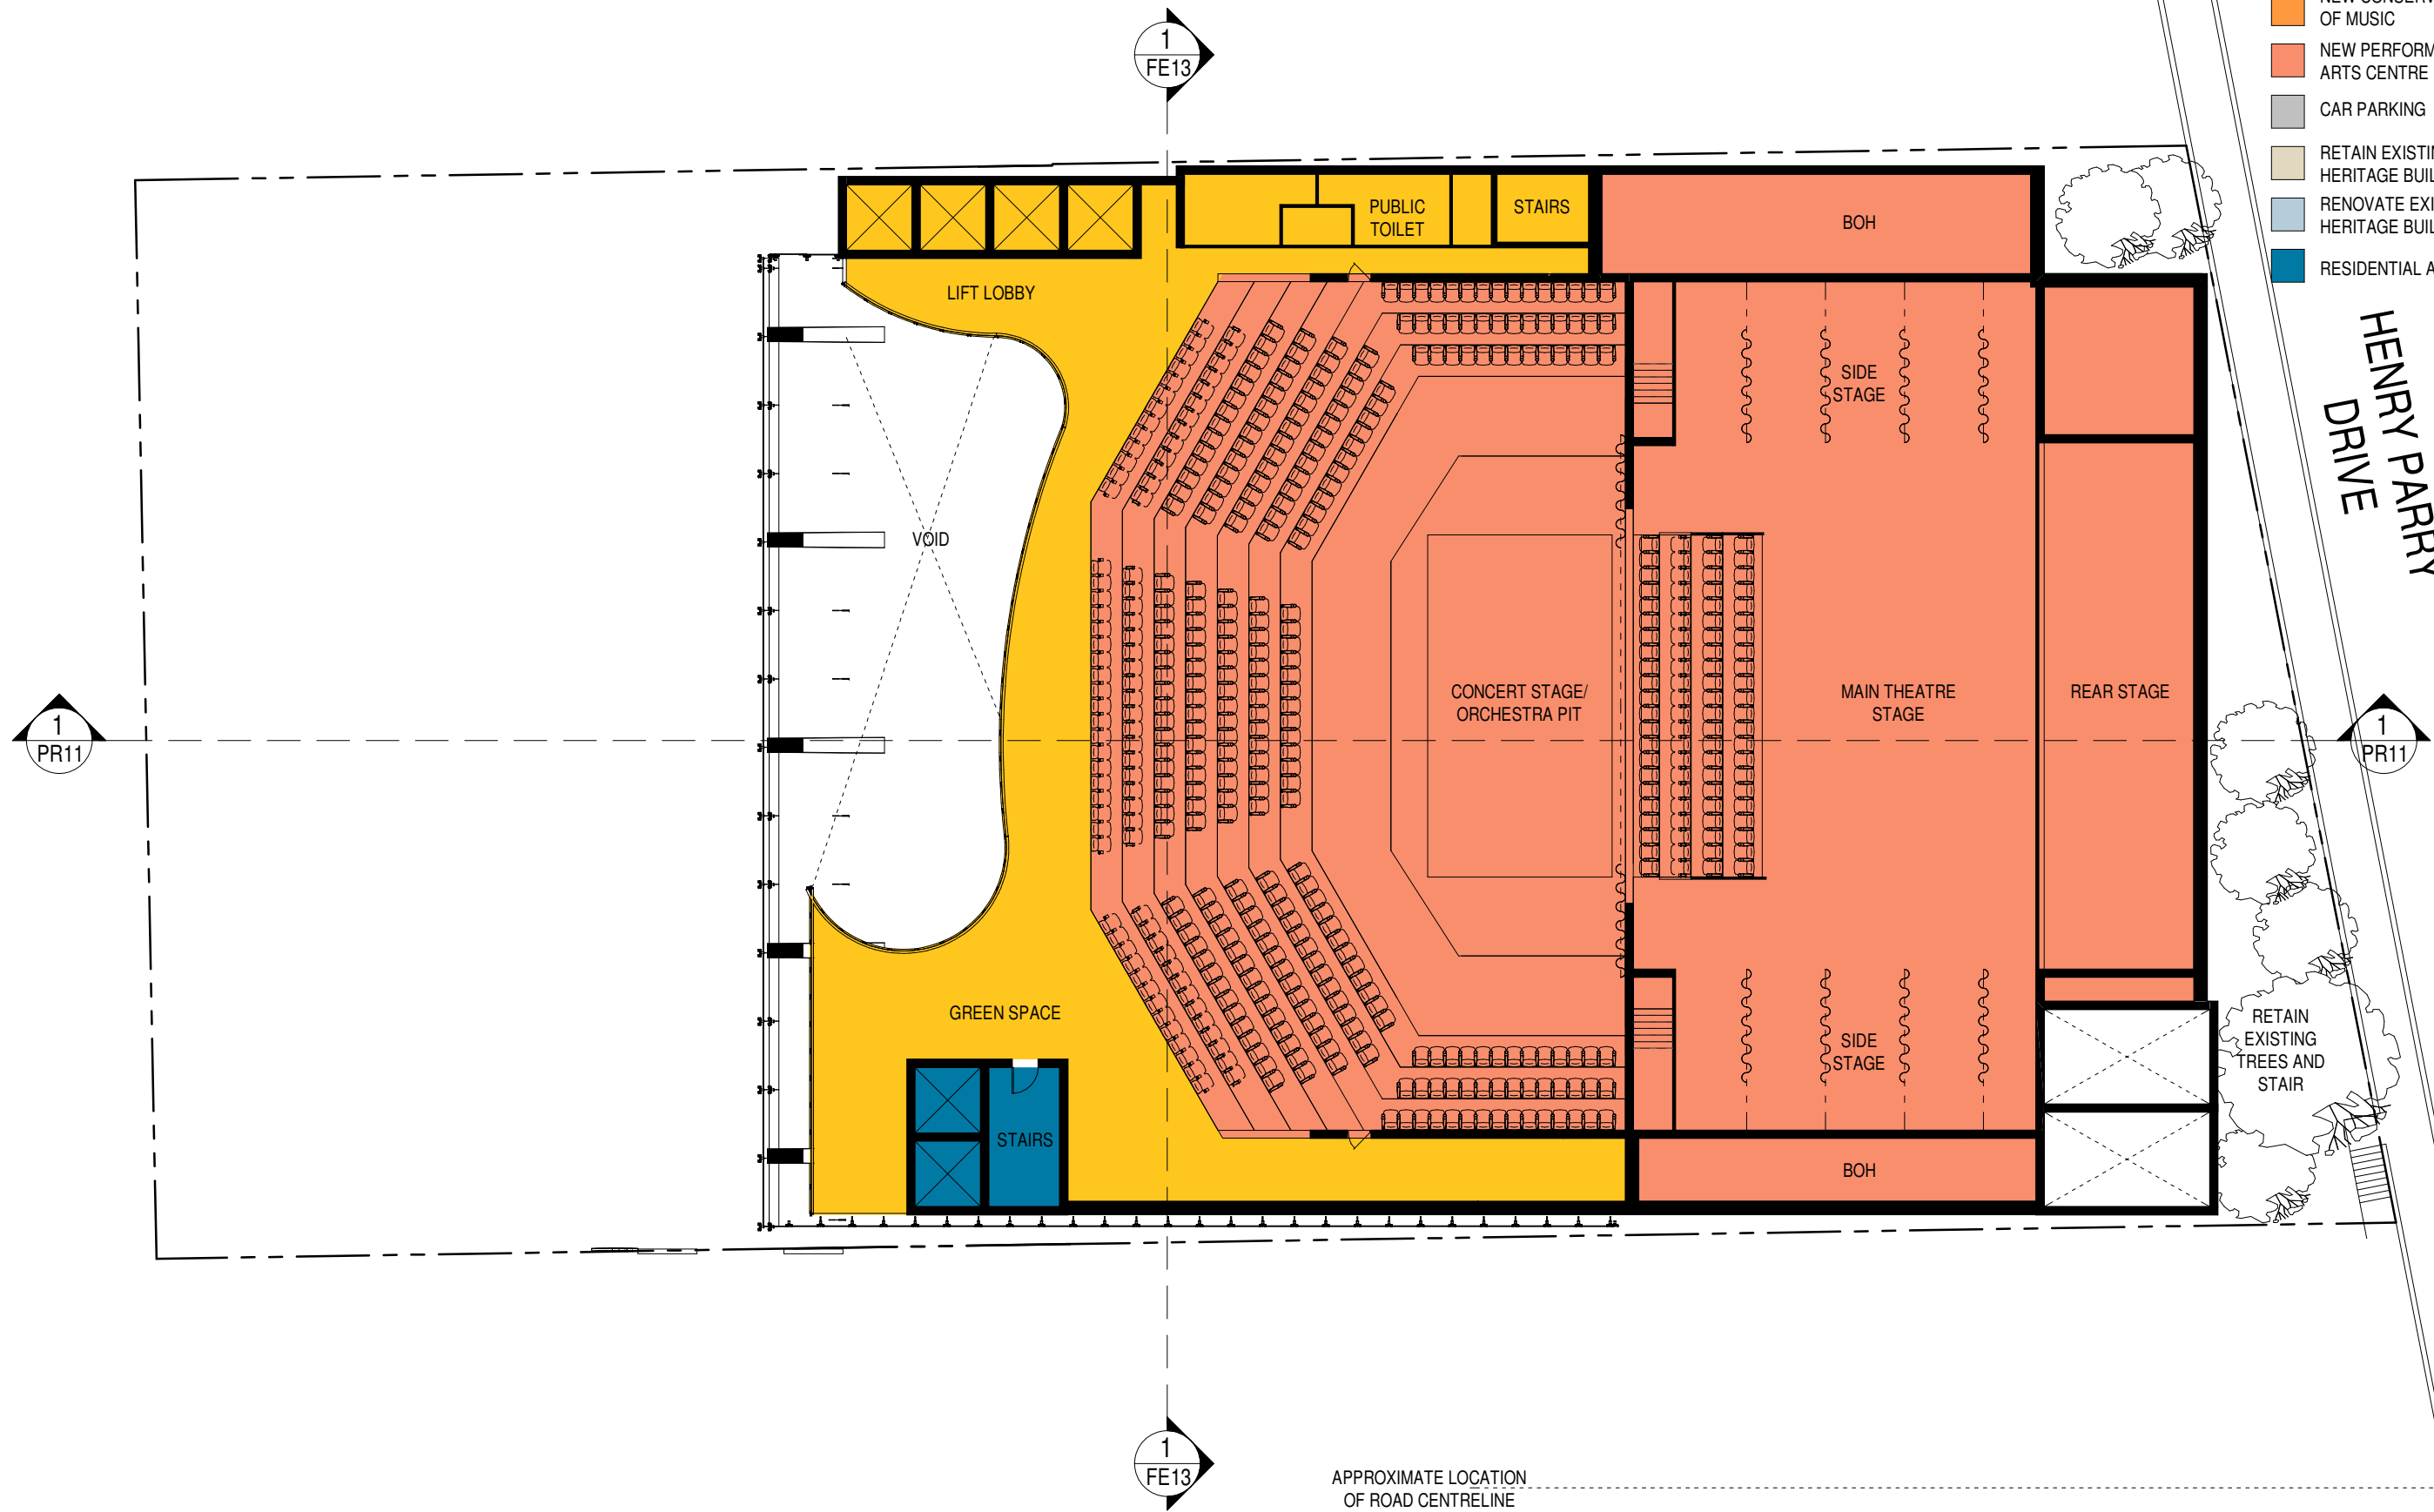 1
FE13
OF MUSIC
NEW PERFORM
ARTS CENTRE
CAR PARKING
RETAIN EXISTIN
HERITAGE BUIL
RENOVATE EXI
HERITAGE BUIL
RESIDENTIAL A
HENRY PARRY
DRIVE
PUBLIC
TOILET
STAIRS
BOH
LIFT LOBBY
SIDE
STAGE
VOID
1
PR11
CONCERT STAGE/
ORCHESTRA PIT
MAIN THEATRE
STAGE
REAR STAGE
1
PR11
GREEN SPACE
SIDE
STAGE
RETAIN
EXISTING
TREES AND
STAIR
STAIRS
BOH
1
FE13
APPROXIMATE LOCATION
OF ROAD CENTRELINE